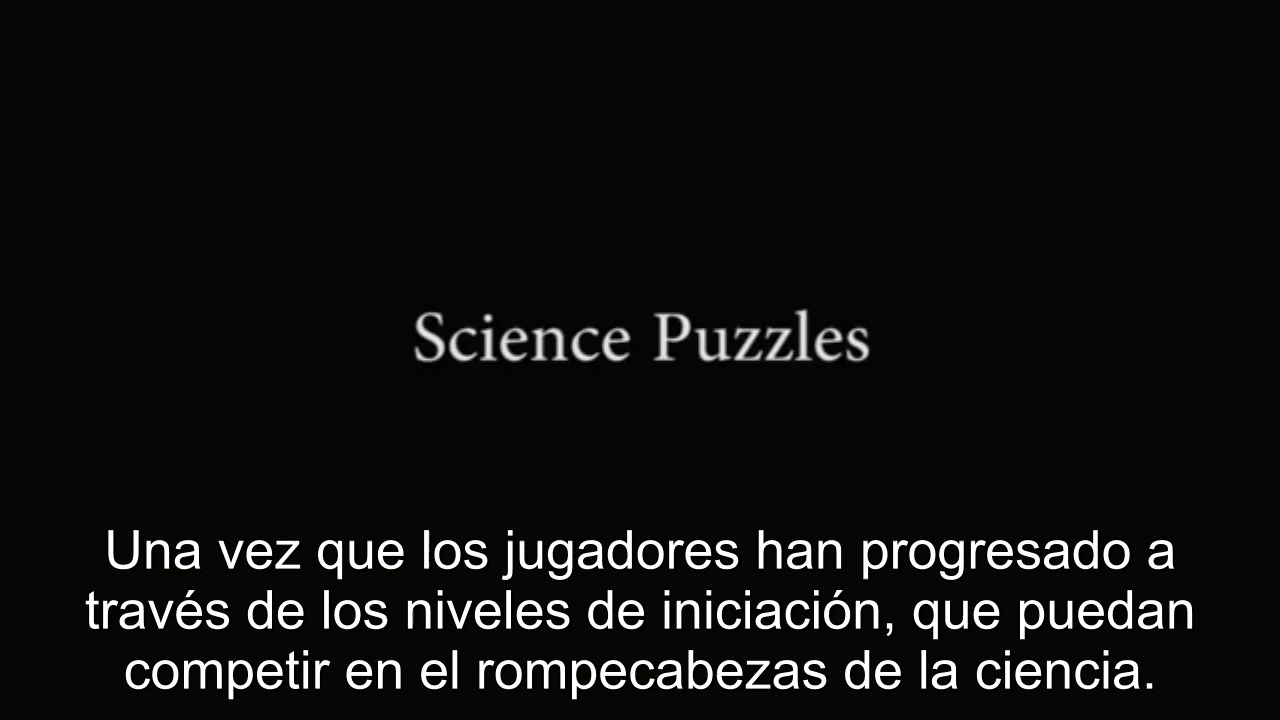 Science Puzzles
Una vez que los jugadores han progresado a
través de los niveles de iniciación, que puedan
competir en el rompecabezas de la ciencia.